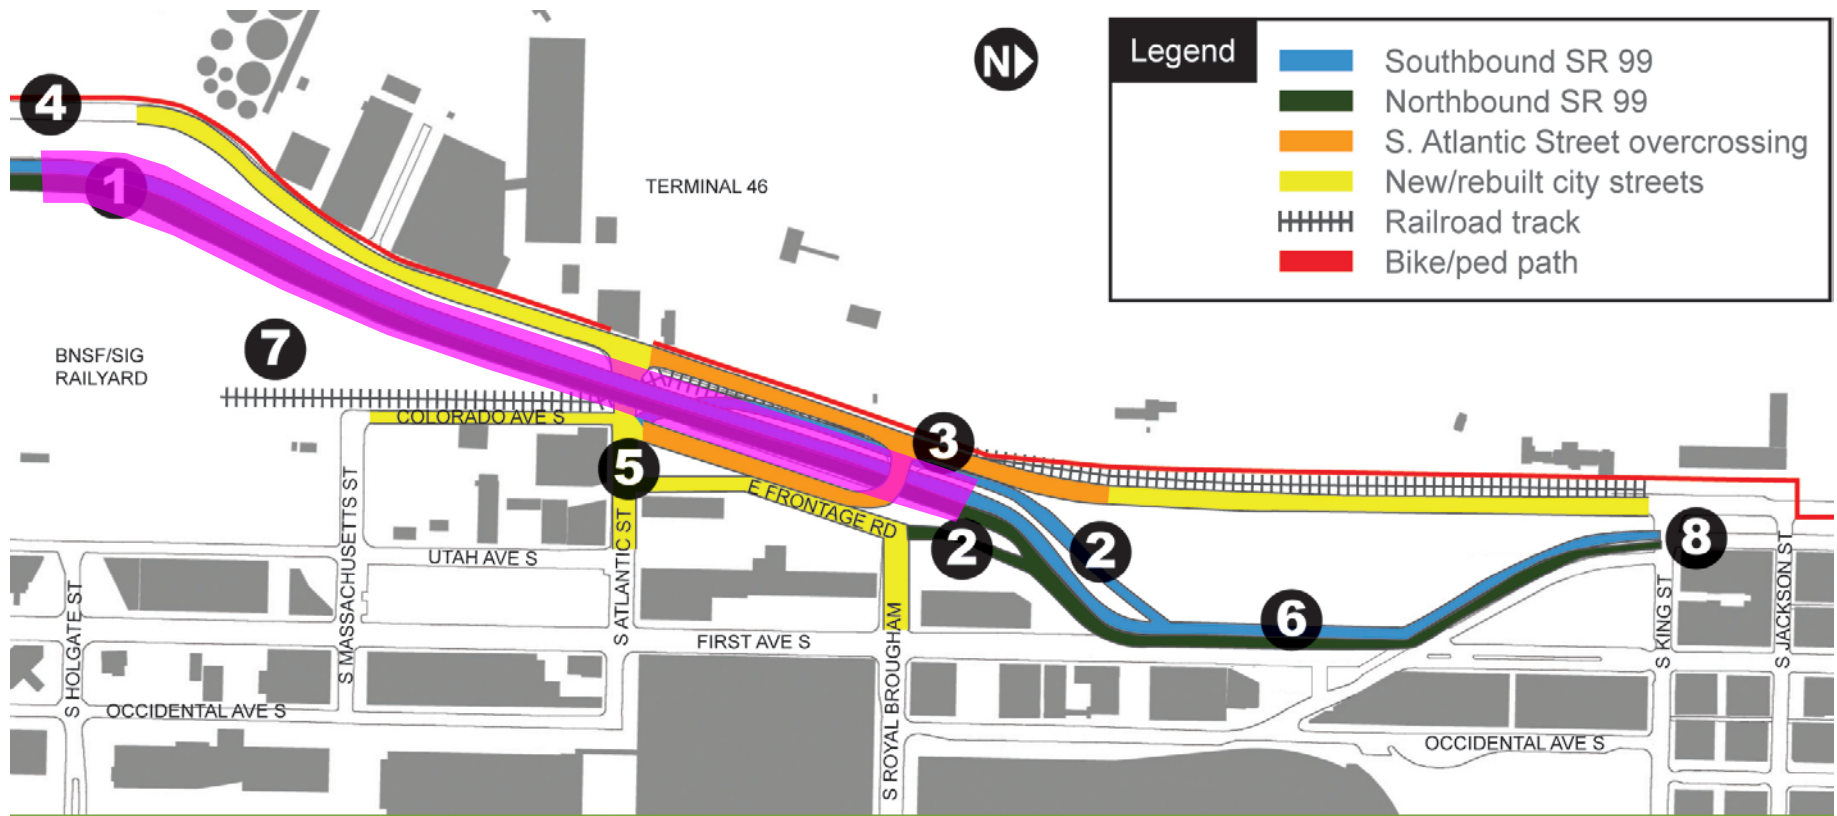 4
1
N
Legend
Southbound SR 99
Northbound SR 99
S. Atlantic Street overcrossing
New/rebuilt city streets
Railroad track
Bike/ped path
TERMINAL 46
7
BNSF/SIG
RAILYARD
COLORADO AVE S
3
5
E FRONTAGE RD
2
2
8
6
UTAH AVE S
FIRST AVE S
S HOLGATE ST
S MASSACHUSETTS ST
S ATLANTIC ST
S ROYAL BROUGHAM
S KING ST
S JACKSON ST
OCCIDENTAL AVE S
OCCIDENTAL AVE S